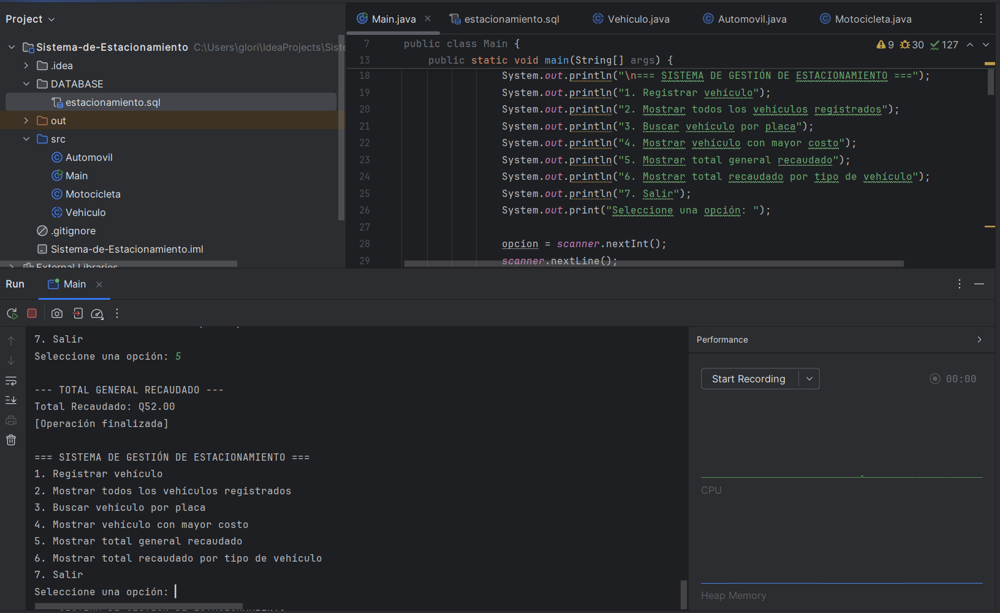 Project
Sistema-de-Estacionamiento C:\Users\glori\IdeaProjects\Siste
.idea
DATABASE
estacionamiento.sql
out
src
Automovil
Main
Motocicleta
Vehiculo
.gitignore
Sistema-de-Estacionamiento.iml
External Libraries
Main.java estacionamiento.sql Vehiculo.java Automovil.java Motocicleta.java
9 30 127
7 public class Main {
13 public static void main(String[] args) {
18 System.out.println("\n=== SISTEMA DE GESTIÓN DE ESTACIONAMIENTO ===");
19 System.out.println("1. Registrar vehículo");
20 System.out.println("2. Mostrar todos los vehículos registrados");
21 System.out.println("3. Buscar vehículo por placa");
22 System.out.println("4. Mostrar vehículo con mayor costo");
23 System.out.println("5. Mostrar total general recaudado");
24 System.out.println("6. Mostrar total recaudado por tipo de vehículo");
25 System.out.println("7. Salir");
26 System.out.print("Seleccione una opción: ");
27
28 opcion = scanner.nextInt();
29 scanner.nextLine();
Run Main
7. Salir
Seleccione una opción: 5
--- TOTAL GENERAL RECAUDADO ---
Total Recaudado: Q52.00
[Operación finalizada]
=== SISTEMA DE GESTIÓN DE ESTACIONAMIENTO ===
1. Registrar vehículo
2. Mostrar todos los vehículos registrados
3. Buscar vehículo por placa
4. Mostrar vehículo con mayor costo
5. Mostrar total general recaudado
6. Mostrar total recaudado por tipo de vehículo
7. Salir
Seleccione una opción:
Performance
Start Recording 00:00
CPU
Heap Memory